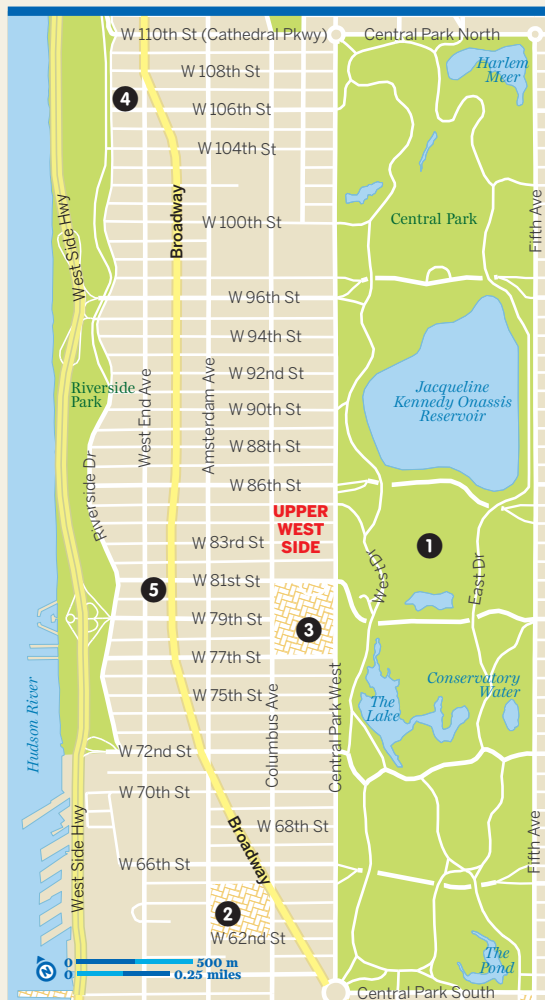 W 110th St (Cathedral Pkwy)
Central Park North
W 108th St
Harlem
Meer
4
W 106th St
W 104th St
Broadway
West Side Hwy
W 100th St
Central Park
Fifth Ave
W 96th St
W 94th St
W 92nd St
Riverside
Park
West End Ave
Amsterdam Ave
Jacqueline
Kennedy Onassis
Reservoir
W 90th St
W 88th St
Riverside Dr
W 86th St
UPPER
WEST
SIDE
W 83rd St
1
West Dr
East Dr
W 81st St
5
W 79th St
3
W 77th St
Hudson River
W 75th St
Columbus Ave
Central Park West
The
Lake
Conservatory
Water
W 72nd St
W 70th St
West Side Hwy
Broadway
W 68th St
Fifth Ave
W 66th St
2
W 62nd St
The
Pond
N
0 500 m
0 0.25 miles
Central Park South